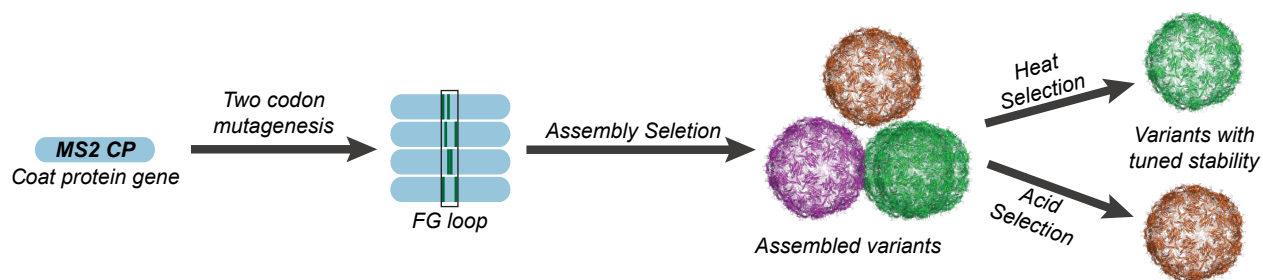 MS2 CP
Coat protein gene
Two codon
mutagenesis
FG loop
Assembly Seletion
Assembled variants
Heat
Selection
Acid
Selection
Variants with
tuned stability